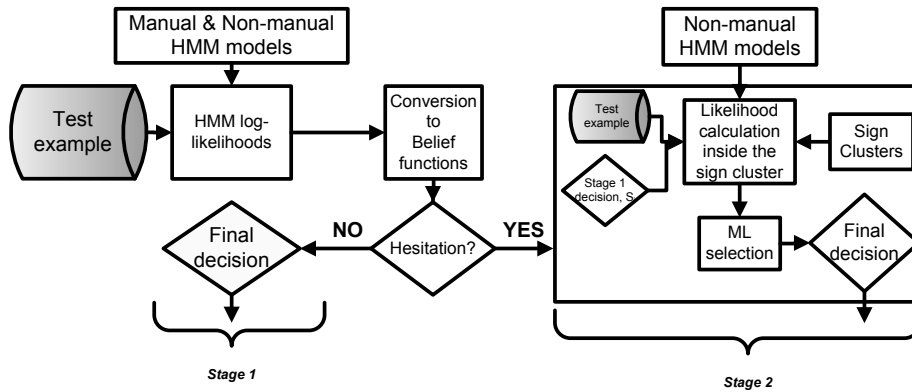 Manual & Non-manual
HMM models
Test
example
HMM log-
likelihoods
Conversion
to
Belief
functions
NO
Hesitation?
YES
Final
decision
Stage 1
Non-manual
HMM models
Test
example
Likelihood
calculation
inside the
sign cluster
Sign
Clusters
Stage 1
decision, S
ML
selection
Final
decision
Stage 2